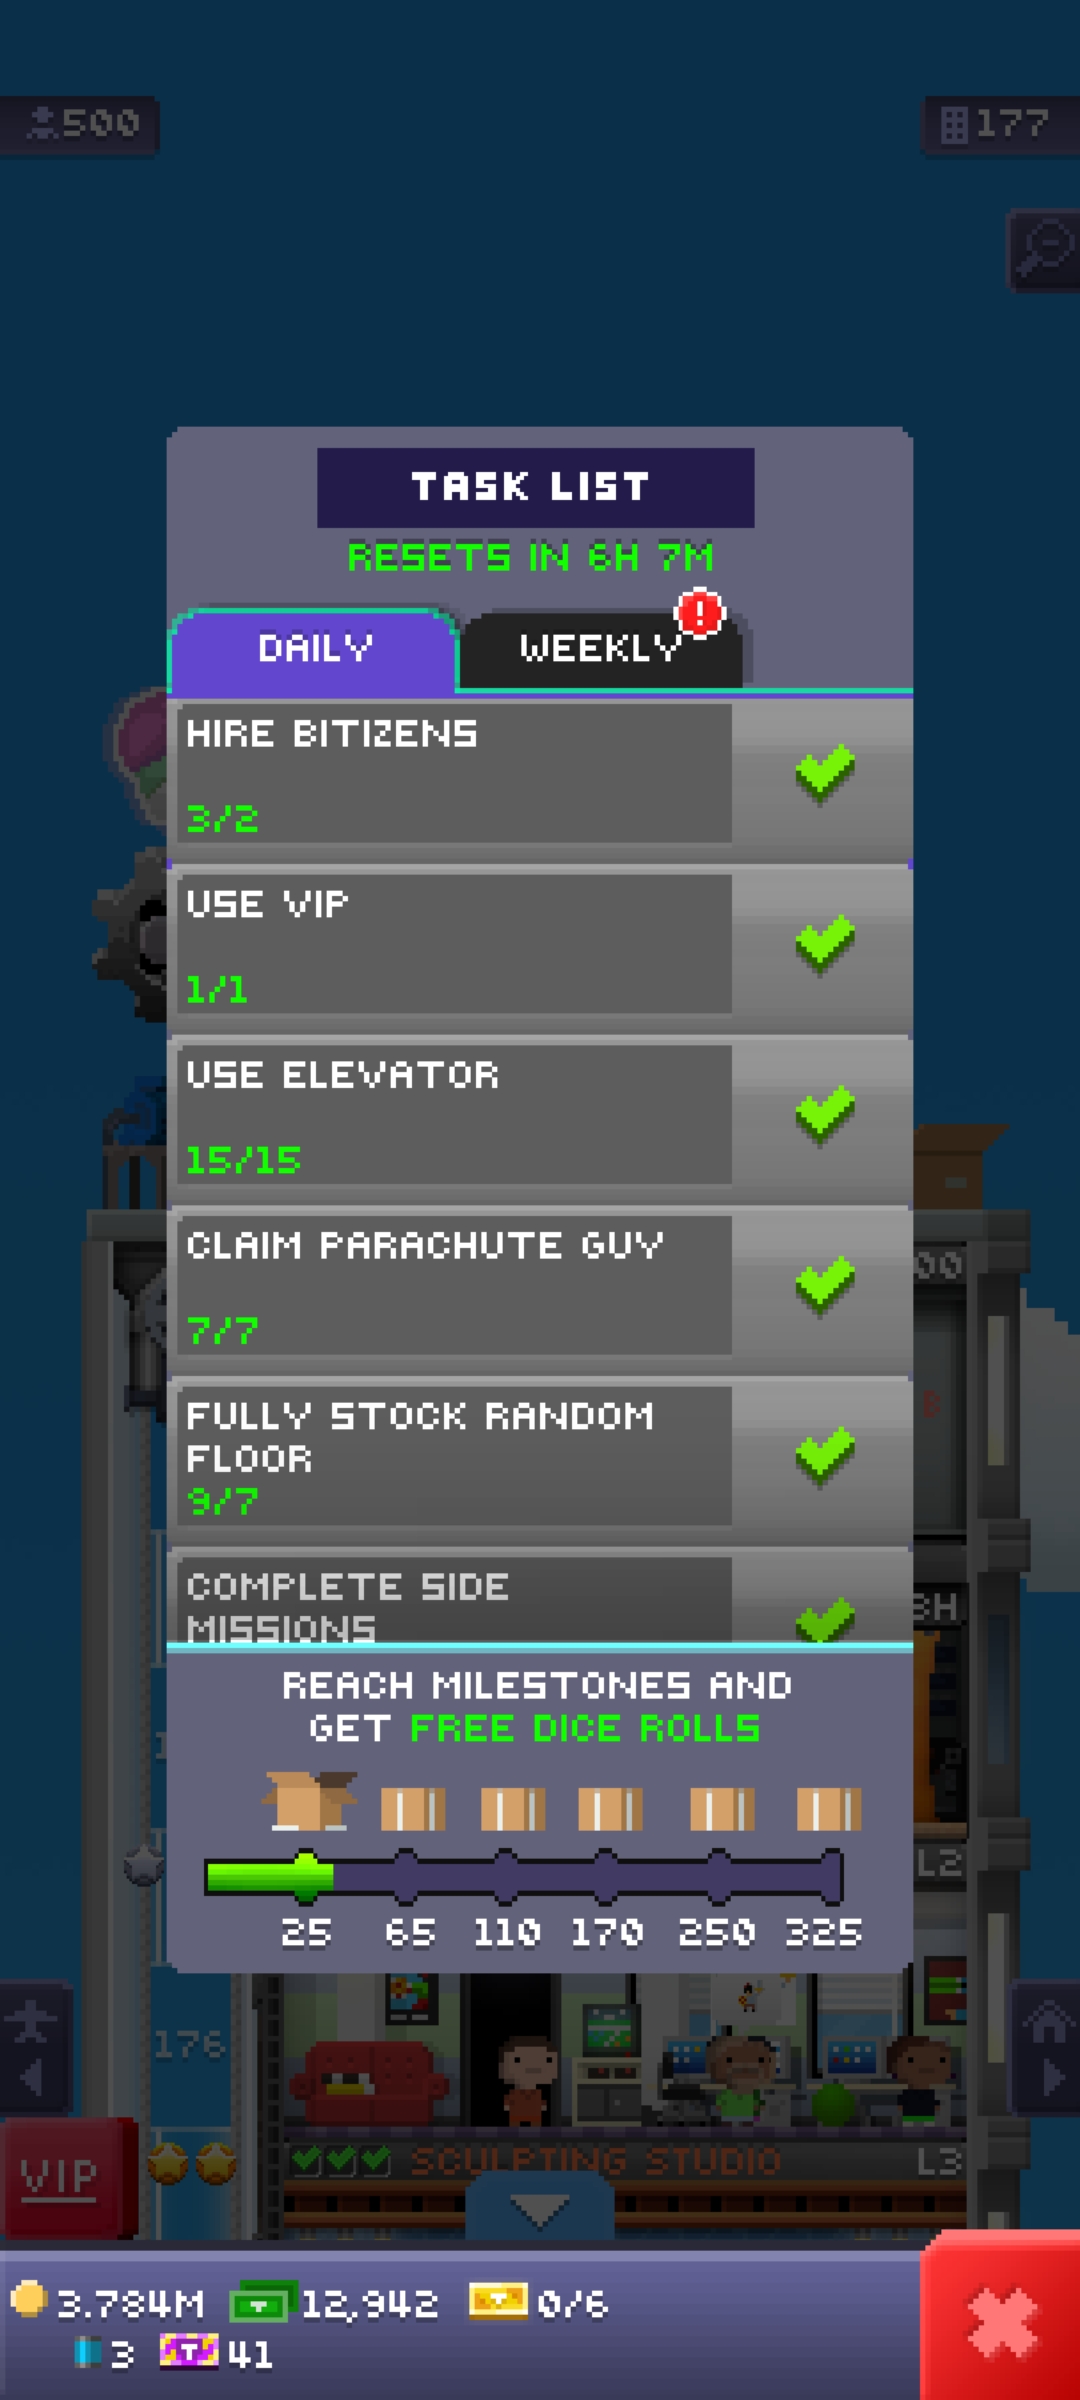 500
177
TASK LIST
RESETS IN 6H 7M
DAILY
WEEKLY
!
HIRE BITIZENS
3/2
USE VIP
1/1
USE ELEVATOR
15/15
CLAIM PARACHUTE GUY
7/7
FULLY STOCK RANDOM
FLOOR
9/7
COMPLETE SIDE
MISSIONS
REACH MILESTONES AND
GET FREE DICE ROLLS
25 65 110 170 250 325
L2
176
VIP
SCULPTING STUDIO L3
3.784M 12,942 0/6
3 T 41